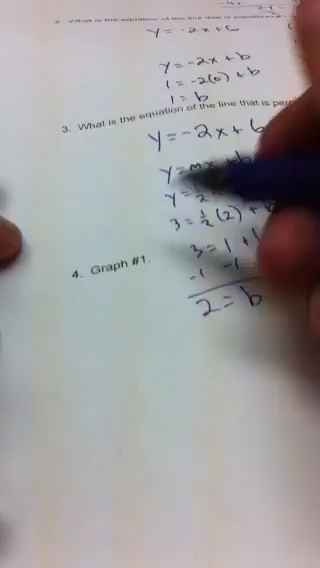 2. What is the equation of the line that is
y = -2x + 6
y = -2x + b
1 = -2(0) + b
1 = b
3. What is the equation of the line that is
y = -2x + 6
y = mx + b
y =
3 = ½(2) +
3 = 1 +
-1 -1
2 = b
4. Graph #1.